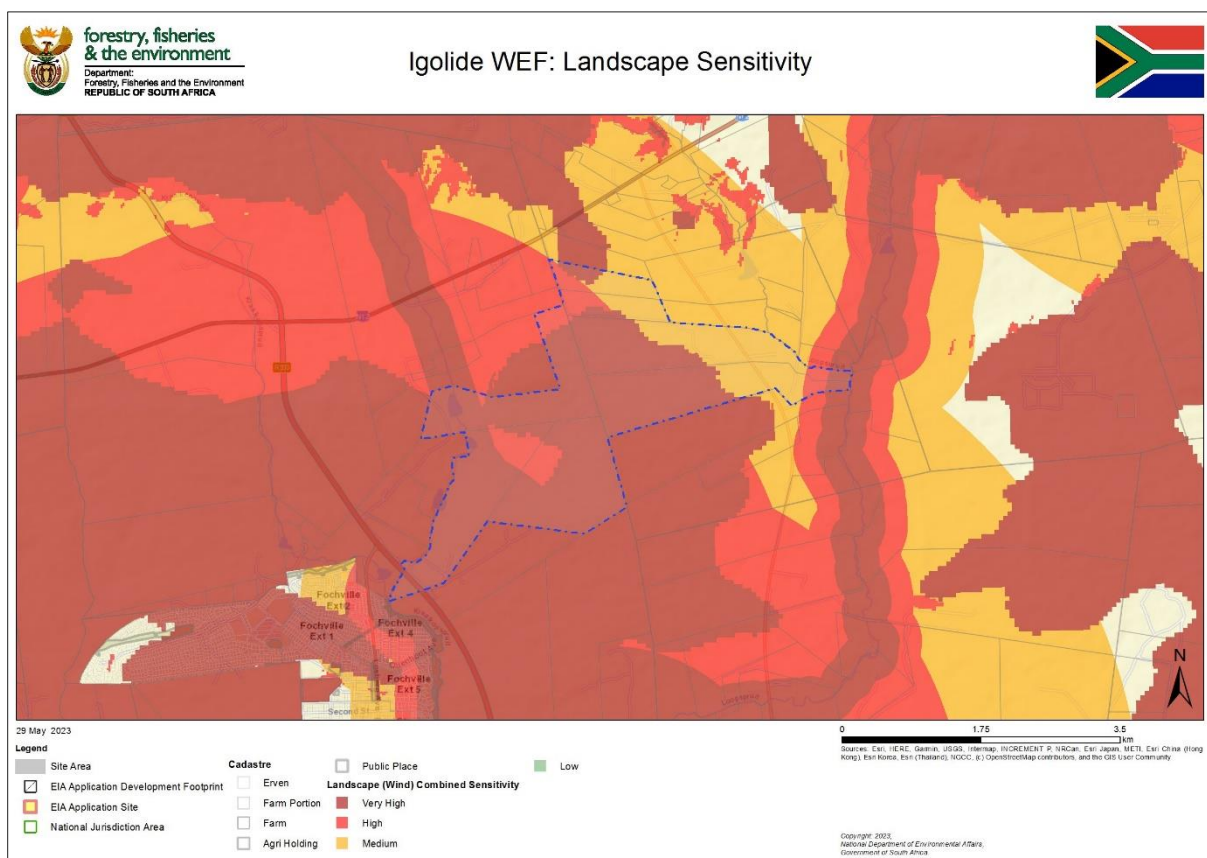 forestry, fisheries
& the environment
Department:
Forestry, Fisheries and the Environment
REPUBLIC OF SOUTH AFRICA
Igolide WEF: Landscape Sensitivity
Fochville
Ext 2
Fochville
Ext 1
Fochville
Ext 4
Fochville
Ext 5
Second St
N
29 May 2023
0 1.75 3.5
km
Sources: Esri, HERE, Garmin, USGS, Intermap, INCREMENT P, NRCan, Esri Japan, METI, Esri China (Hong
Kong), Esri Korea, Esri (Thailand), NGCC, (c) OpenStreetMap contributors, and the GIS User Community
Legend
Site Area
EIA Application Development Footprint
EIA Application Site
National Jurisdiction Area
Cadastre
Erven
Farm Portion
Farm
Agri Holding
Public Place
Landscape (Wind) Combined Sensitivity
Very High
High
Medium
Low
Copyright: 2023,
National Department of Environmental Affairs,
Government of South Africa.